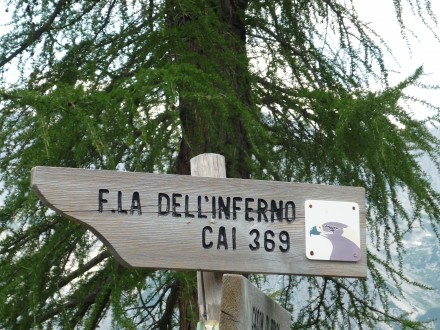 F.LA DELL'INFERNO
CAI 369